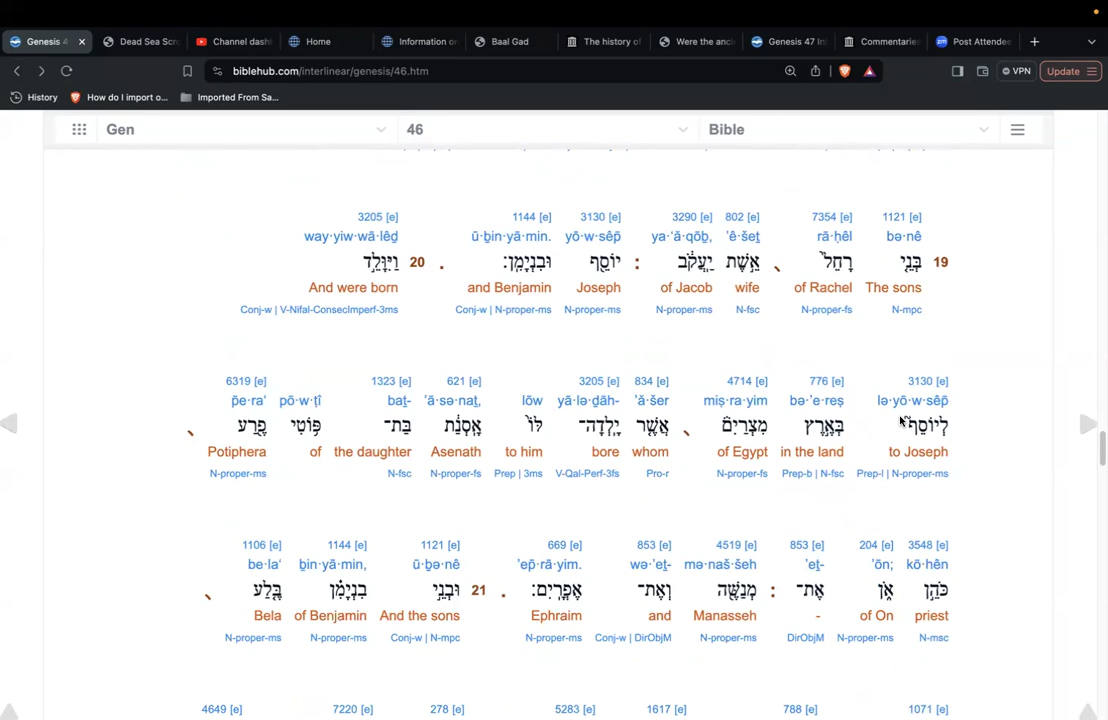 Genesis 4
Dead Sea Scr
Channel dash
Home
Information on
Baal Gad
The history of
Were the anci
Genesis 47 In
Commentaries
Post Attendee
biblehub.com/interlinear/genesis/46.htm
VPN
Update
History
How do I import o...
Imported From Sa...
Gen
46
Bible
3205 [e] 1144 [e] 3130 [e] 3290 [e] 802 [e] 7354 [e] 1121 [e]
way·yiw·wā·lêḏ ū·ḇin·yā·min. yō·w·sêp̄ ya·‘ă·qōḇ, ’ê·šeṯ rā·ḥêl bə·nê
19 בְּנֵ֤י רָחֵל֙ ､ אֵ֣שֶׁת יַֽעֲקֹ֔ב : יוֹסֵ֖ף וּבִנְיָמִֽן׃ . 20 וַיִּוָּלֵ֣ד
And were born and Benjamin Joseph of Jacob wife of Rachel The sons
Conj-w | V-Nifal-ConsecImperf-3ms Conj-w | N-proper-ms N-proper-ms N-proper-ms N-fsc N-proper-fs N-mpc
6319 [e] 1323 [e] 621 [e] 3205 [e] 834 [e] 4714 [e] 776 [e] 3130 [e]
p̄e·ra‘ pō·w·ṭî baṯ- ’ā·sə·naṯ, lōw yā·lə·ḏāh- ’ă·šer miṣ·ra·yim bə·’e·reṣ lə·yō·w·sêp̄
לְיוֹסֵף֮ בְּאֶ֣רֶץ מִצְרַיִם֒ ､ אֲשֶׁ֤ר יָֽלְדָה־ לּוֹ֙ אָסְנַ֔ת בַּת־ פּ֥וֹטִי פֶ֖רַע ､
Potiphera of the daughter Asenath to him bore whom of Egypt in the land to Joseph
N-proper-ms N-fsc N-proper-fs Prep | 3ms V-Qal-Perf-3fs Pro-r N-proper-fs Prep-b | N-fsc Prep-l | N-proper-ms
1106 [e] 1144 [e] 1121 [e] 669 [e] 853 [e] 4519 [e] 853 [e] 204 [e] 3548 [e]
be·la‘ ḇin·yā·min, ū·ḇə·nê ’ep̄·rā·yim. wə·’eṯ- mə·naš·šeh ’eṯ- ’ōn; kō·hên
כֹּהֵ֣ן אֹ֑ן : אֶת־ מְנַשֶּׁ֖ה וְאֶת־ אֶפְרָֽיִם׃ . 21 וּבְנֵ֣י בִנְיָמִ֗ן בֶּ֤לַע ､
Bela of Benjamin And the sons Ephraim and Manasseh - of On priest
N-proper-ms N-proper-ms Conj-w | N-mpc N-proper-ms Conj-w | DirObjM N-proper-ms DirObjM N-proper-ms N-msc
4649 [e] 7220 [e] 278 [e] 5283 [e] 1617 [e] 788 [e] 1071 [e]